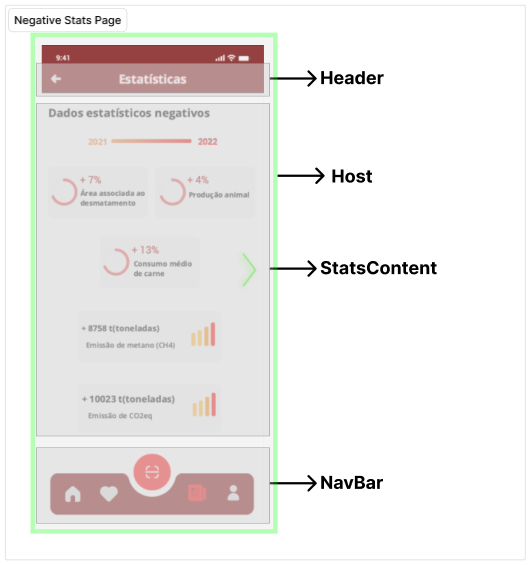 Negative Stats Page
9:41
Estatísticas
Header
Dados estatísticos negativos
2021 2022
Host
+ 7%
Área associada ao
desmatamento
+ 4%
Produção animal
+ 13%
Consumo médio
de carne
StatsContent
+ 8758 t(toneladas)
Emissão de metano (CH4)
+ 10023 t(toneladas)
Emissão de CO2eq
NavBar